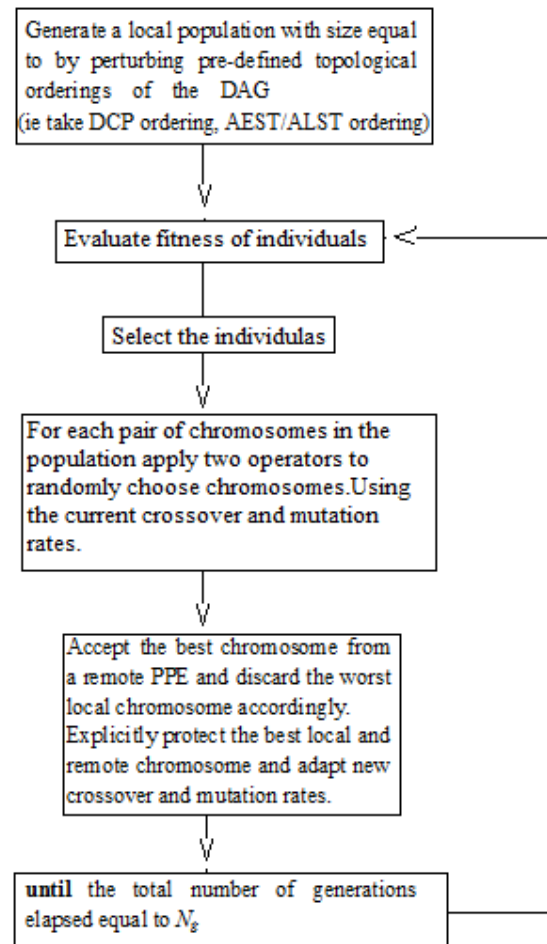 Generate a local population with size equal
to by perturbing pre-defined topological
orderings of the DAG
(ie take DCP ordering, AEST/ALST ordering)
Evaluate fitness of individuals
Select the individulas
For each pair of chromosomes in the
population apply two operators to
randomly choose chromosomes.Using
the current crossover and mutation
rates.
Accept the best chromosome from
a remote PPE and discard the worst
local chromosome accordingly.
Explicitly protect the best local and
remote chromosome and adapt new
crossover and mutation rates.
until the total number of generations
elapsed equal to Ng